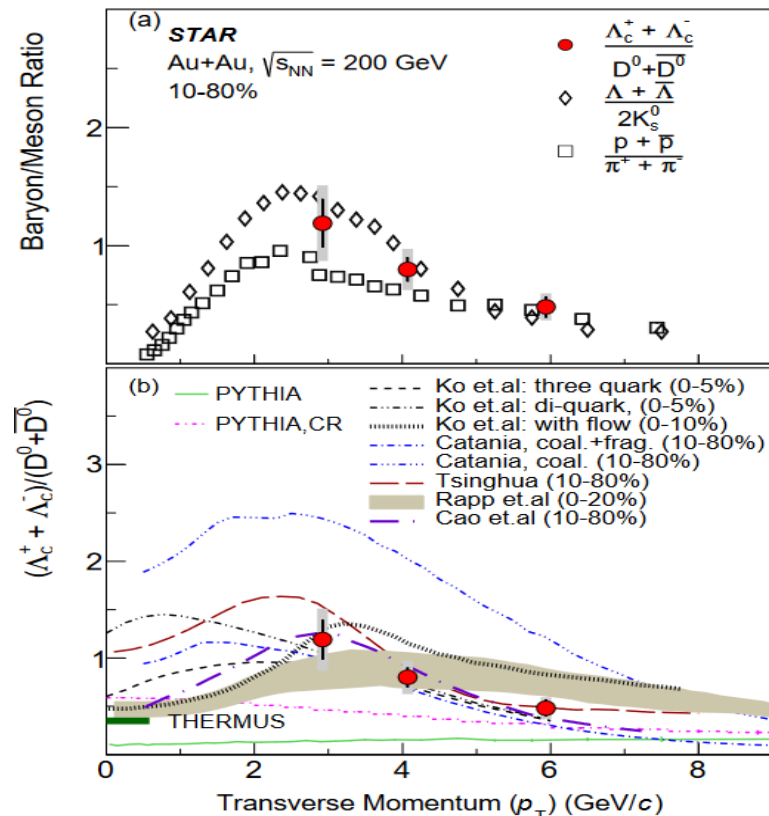 (a) STAR
Au+Au, √sNN = 200 GeV
10-80%
Λc+ + Λc-
D0+D̅0
Λ + Λ̅
2Ks0
p + p̅
π+ + π-
Baryon/Meson Ratio
2
1
(b)
PYTHIA
PYTHIA,CR
Ko et.al: three quark (0-5%)
Ko et.al: di-quark, (0-5%)
Ko et.al: with flow (0-10%)
Catania, coal.+frag. (10-80%)
Catania, coal. (10-80%)
Tsinghua (10-80%)
Rapp et.al (0-20%)
Cao et.al (10-80%)
(Λc+ + Λc-)/(D0+D̅0)
3
2
1
THERMUS
0 2 4 6 8
Transverse Momentum (pT) (GeV/c)